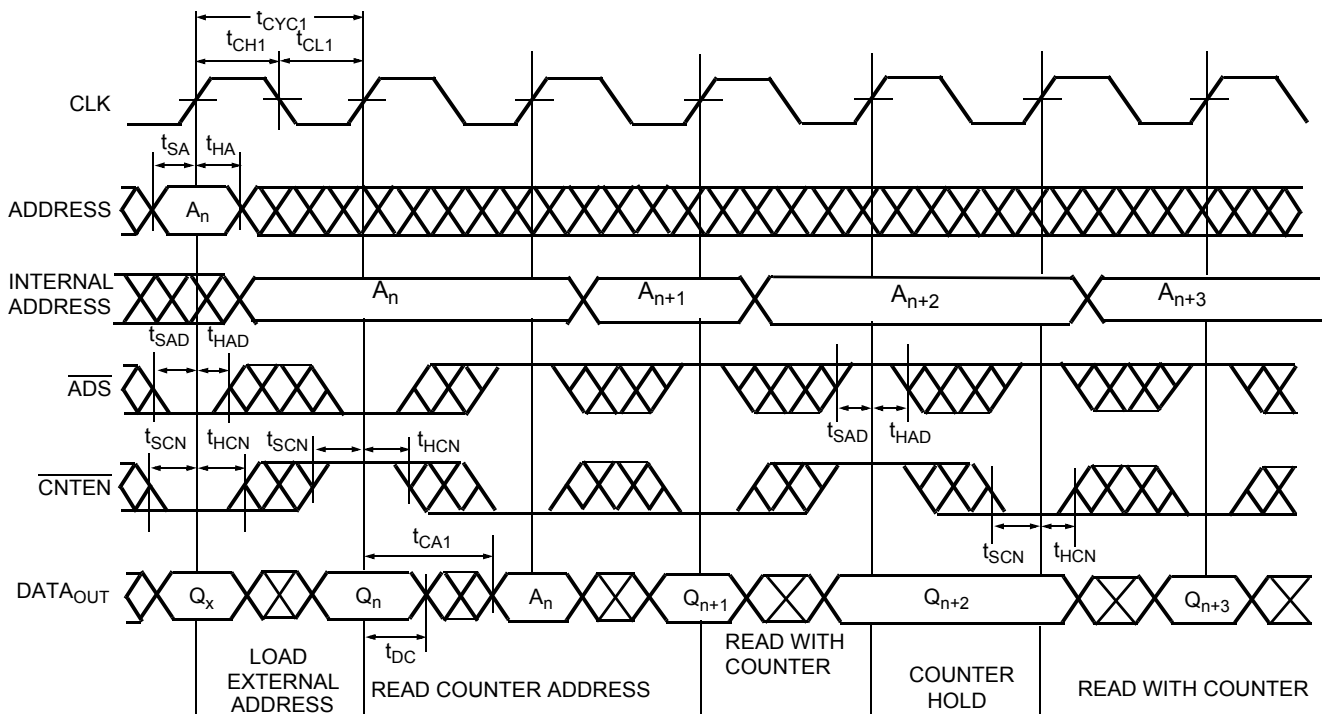 tCYC1
tCH1 tCL1
CLK
tSA tHA
ADDRESS An
INTERNAL ADDRESS An An+1 An+2 An+3
tSAD tHAD
ADS
tSAD tHAD
tSCN tHCN tSCN tHCN
CNTEN
tCA1
tSCN tHCN
DATAOUT Qx Qn An Qn+1 Qn+2 Qn+3
tDC
LOAD
EXTERNAL
ADDRESS
READ COUNTER ADDRESS
READ WITH
COUNTER
COUNTER
HOLD
READ WITH COUNTER